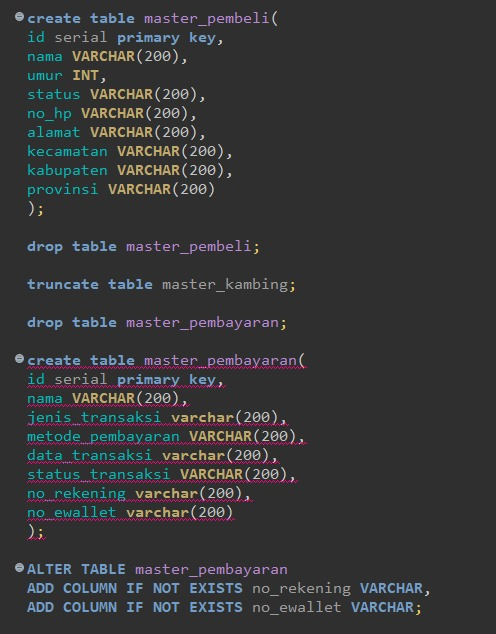 create table master_pembeli(
id serial primary key,
nama VARCHAR(200),
umur INT,
status VARCHAR(200),
no_hp VARCHAR(200),
alamat VARCHAR(200),
kecamatan VARCHAR(200),
kabupaten VARCHAR(200),
provinsi VARCHAR(200)
);
drop table master_pembeli;
truncate table master_kambing;
drop table master_pembayaran;
create table master_pembayaran(
id serial primary key,
nama VARCHAR(200),
jenis_transaksi varchar(200),
metode_pembayaran VARCHAR(200),
data_transaksi varchar(200),
status_transaksi VARCHAR(200),
no_rekening varchar(200),
no_ewallet varchar(200)
);
ALTER TABLE master_pembayaran
ADD COLUMN IF NOT EXISTS no_rekening VARCHAR,
ADD COLUMN IF NOT EXISTS no_ewallet VARCHAR;